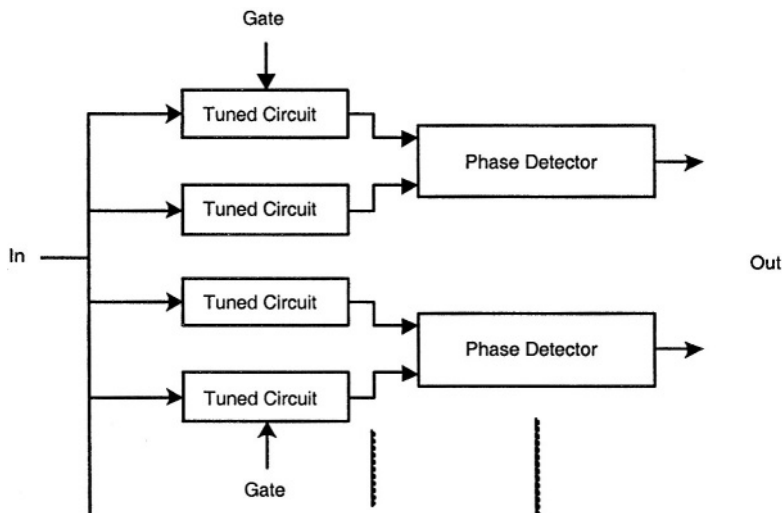 Gate
Tuned Circuit
Phase Detector
Tuned Circuit
In
Out
Tuned Circuit
Phase Detector
Tuned Circuit
Gate